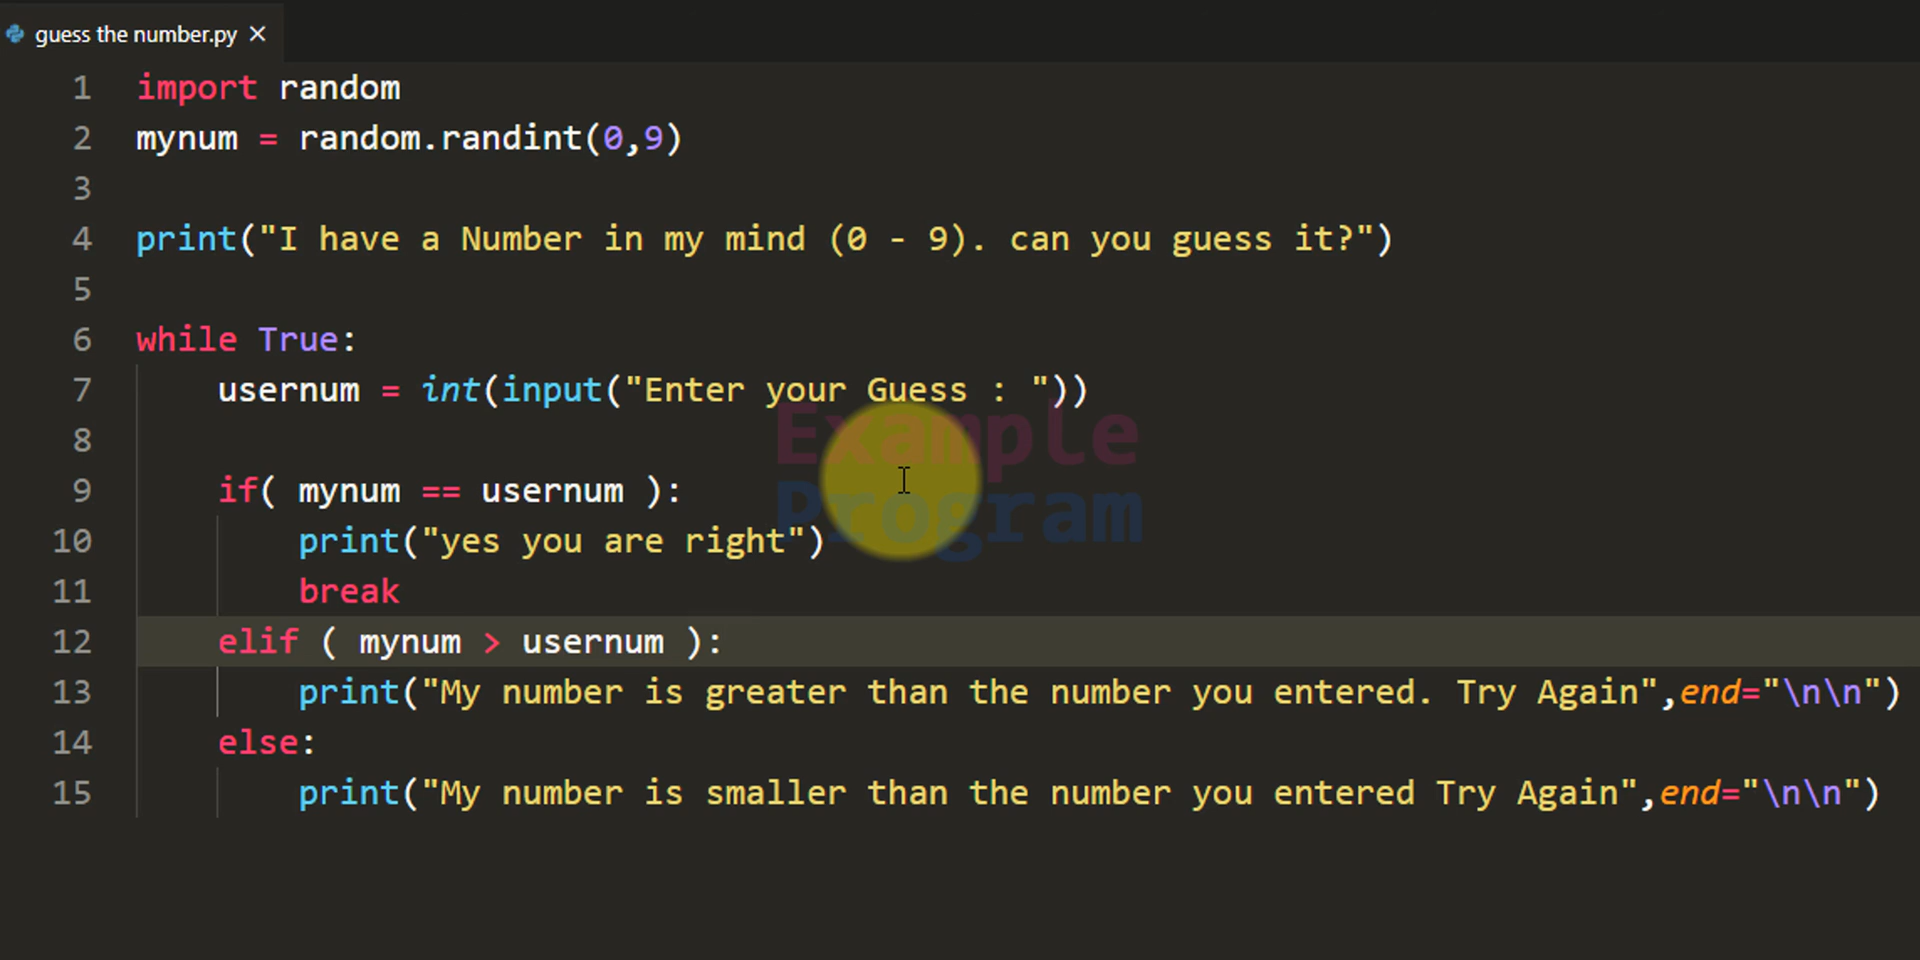 guess the number.py
1 import random
2 mynum = random.randint(0,9)
3
4 print("I have a Number in my mind (0 - 9). can you guess it?")
5
6 while True:
7     usernum = int(input("Enter your Guess : "))
8
Example
9     if( mynum == usernum ):
Program
10         print("yes you are right")
11         break
12     elif ( mynum > usernum ):
13         print("My number is greater than the number you entered. Try Again",end="\n\n")
14     else:
15         print("My number is smaller than the number you entered Try Again",end="\n\n")